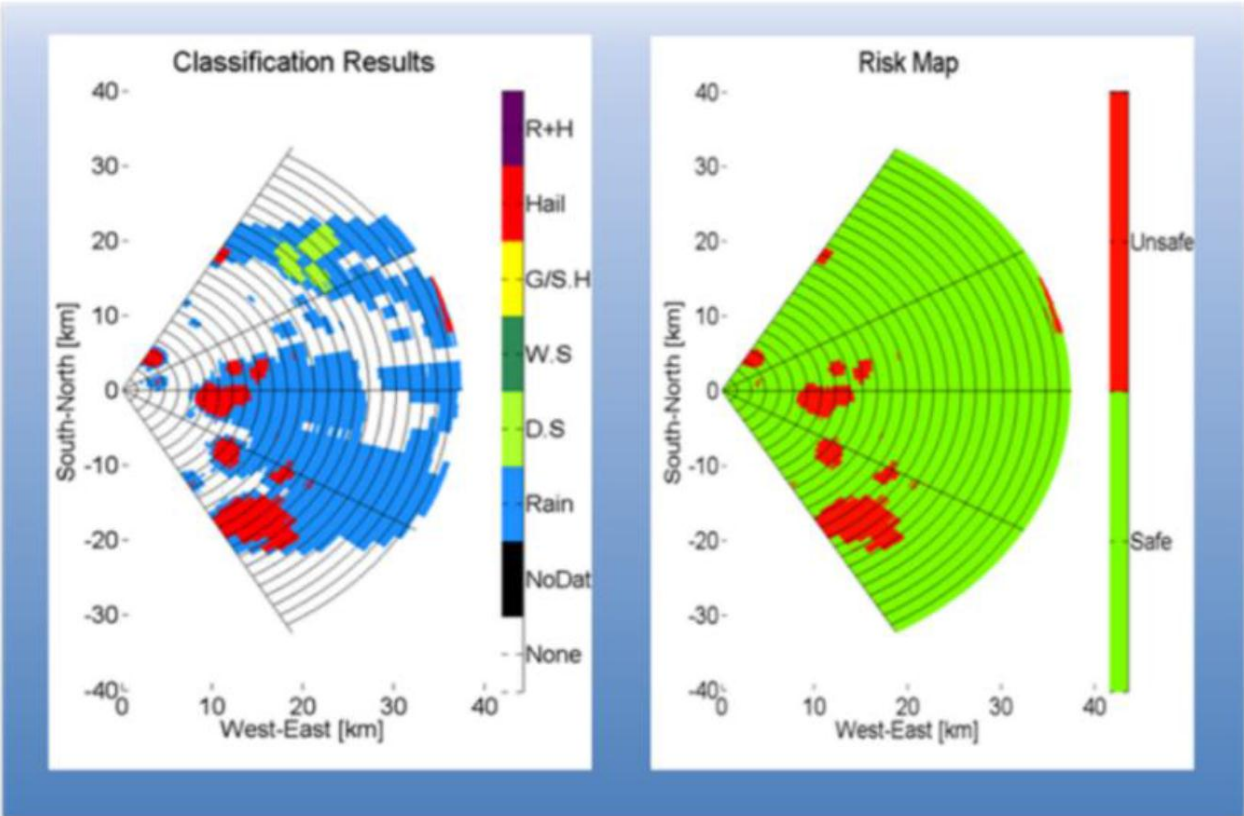 Classification Results
40
30
20
10
0
-10
-20
-30
-40
South-North [km]
0 10 20 30 40
West-East [km]
R+H
Hail
G/S.H
W.S
D.S
Rain
NoDat
None
Risk Map
40
30
20
10
0
-10
-20
-30
-40
South-North [km]
0 10 20 30 40
West-East [km]
Unsafe
Safe